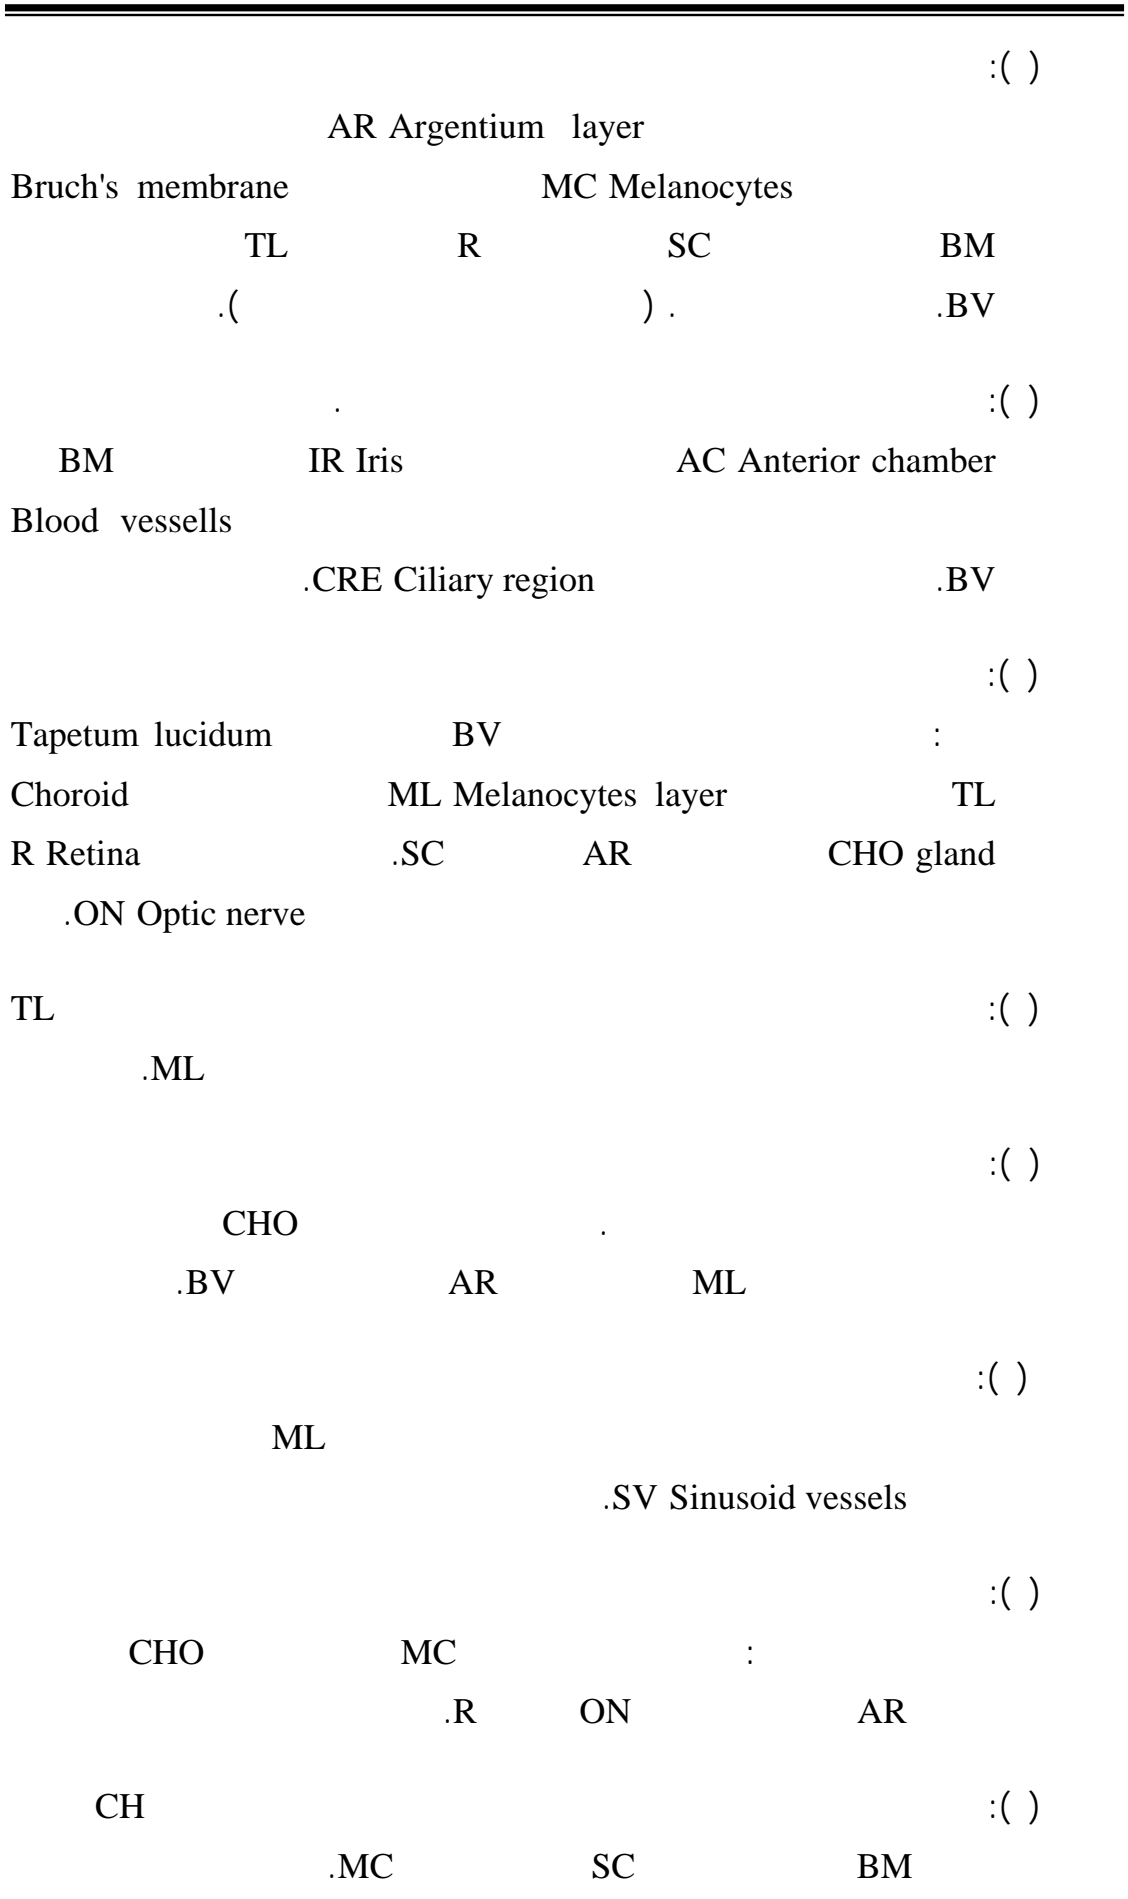 :( )
AR Argentium layer
Bruch's membrane MC Melanocytes
TL R SC BM
.( ) . .BV
. :( )
BM IR Iris AC Anterior chamber
Blood vessells
.CRE Ciliary region .BV
:( )
Tapetum lucidum BV :
Choroid ML Melanocytes layer TL
R Retina .SC AR CHO gland
.ON Optic nerve
TL :( )
.ML
:( )
CHO .
.BV AR ML
:( )
ML
.SV Sinusoid vessels
:( )
CHO MC :
.R ON AR
CH :( )
.MC SC BM